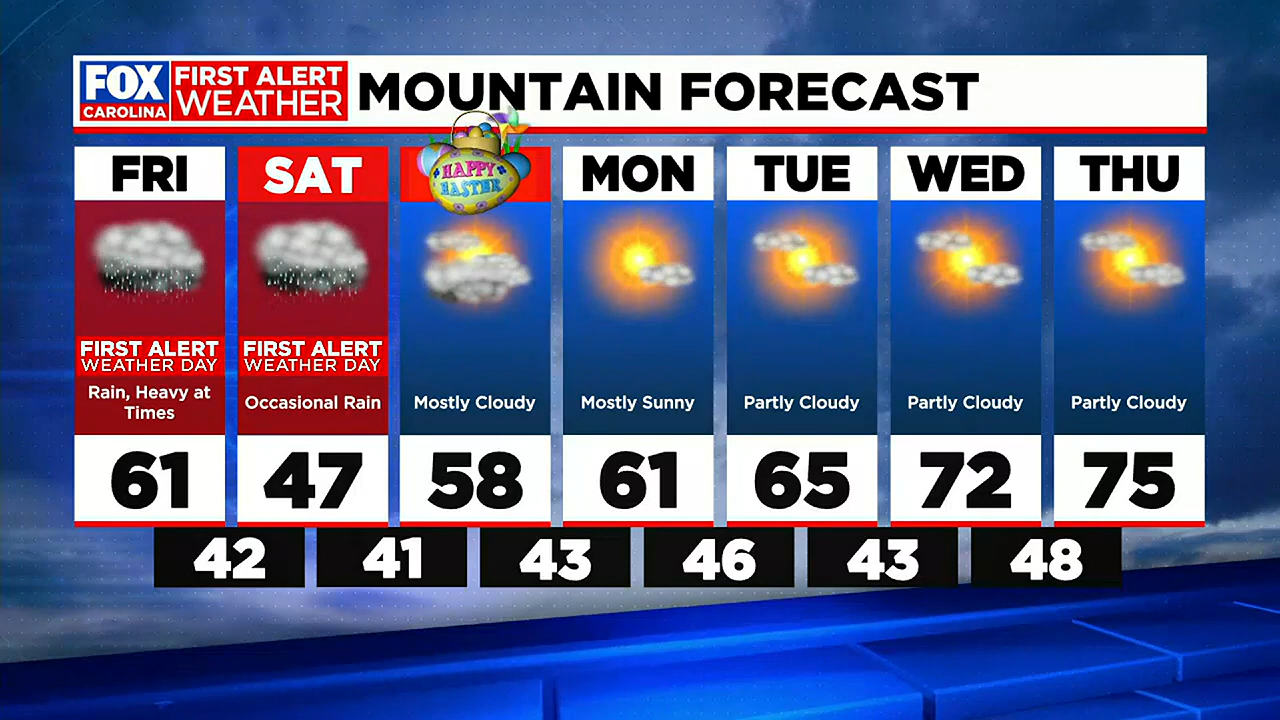 FOX
CAROLINA
FIRST ALERT
WEATHER
MOUNTAIN FORECAST
FRI
SAT
HAPPY
EASTER
MON
TUE
WED
THU
FIRST ALERT
WEATHER DAY
Rain, Heavy at
Times
FIRST ALERT
WEATHER DAY
Occasional Rain
Mostly Cloudy
Mostly Sunny
Partly Cloudy
Partly Cloudy
Partly Cloudy
61
47
58
61
65
72
75
42
41
43
46
43
48